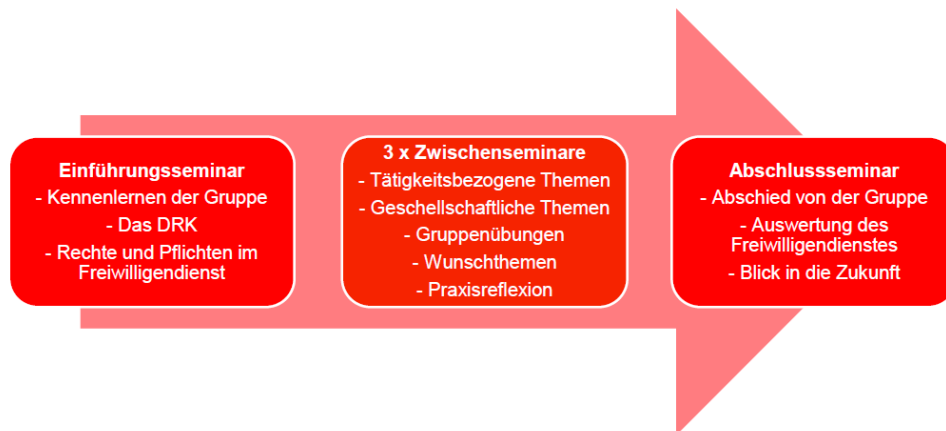 Einführungsseminar
- Kennenlernen der Gruppe
- Das DRK
- Rechte und Pflichten im
Freiwilligendienst
3 x Zwischenseminare
- Tätigkeitsbezogene Themen
- Geschellschaftliche Themen
- Gruppenübungen
- Wunschthemen
- Praxisreflexion
Abschlussseminar
- Abschied von der Gruppe
- Auswertung des
Freiwilligendienstes
- Blick in die Zukunft